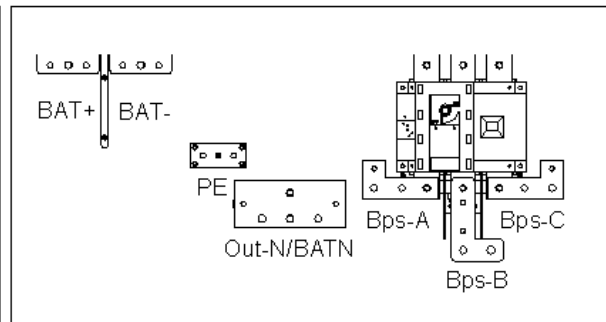 BAT+ BAT-
PE
Out-N/BATN
Bps-A
Bps-C
Bps-B